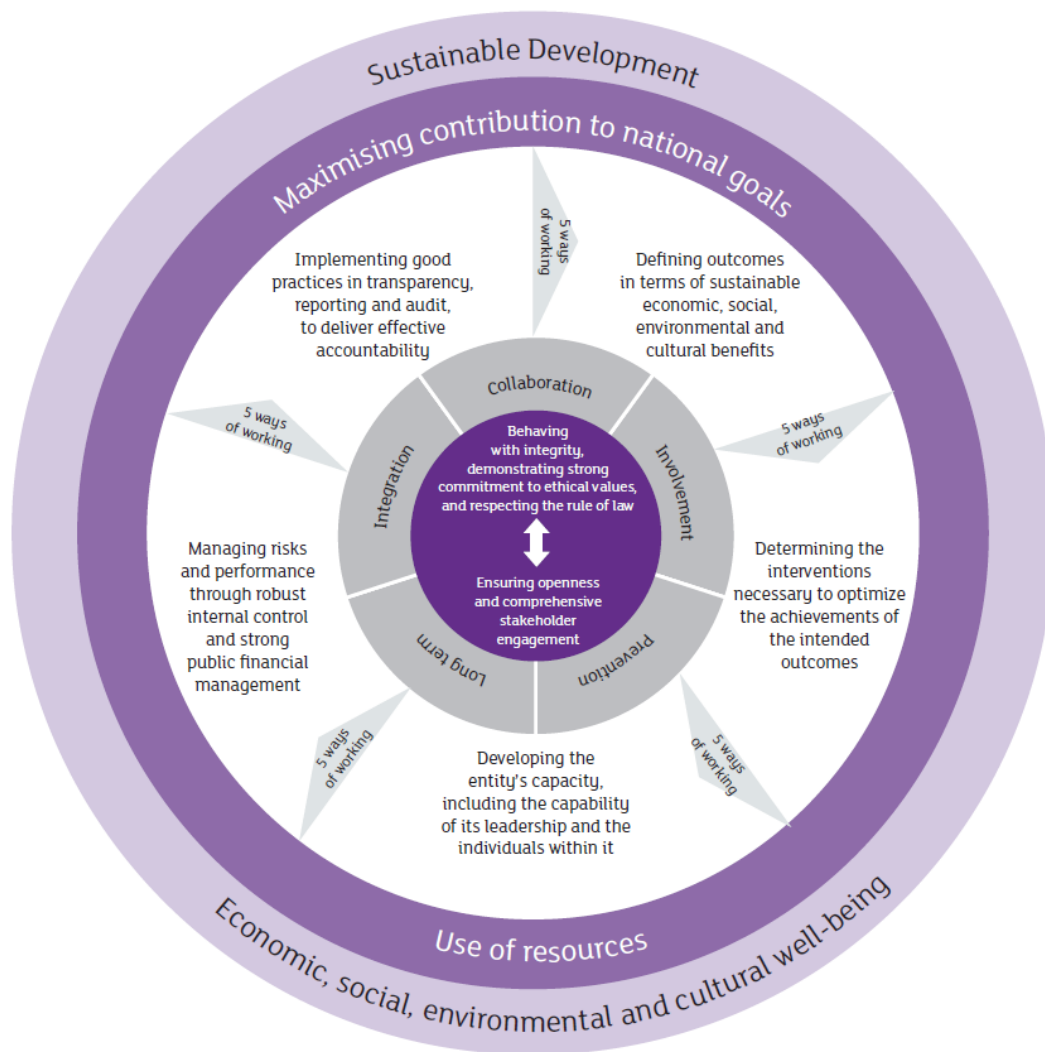 Sustainable Development
Maximising contribution to national goals
5 ways
of working
Implementing good
practices in transparency,
reporting and audit,
to deliver effective
accountability
Defining outcomes
in terms of sustainable
economic, social,
environmental and
cultural benefits
Collaboration
5 ways
of working
5 ways
of working
Integration
Involvement
Behaving
with integrity,
demonstrating strong
commitment to ethical values,
and respecting the rule of law
Ensuring openness
and comprehensive
stakeholder
engagement
Managing risks
and performance
through robust
internal control
and strong
public financial
management
Determining the
interventions
necessary to optimize
the achievements of
the intended
outcomes
Long term
Prevention
5 ways
of working
5 ways
of working
Developing the
entity's capacity,
including the capability
of its leadership and the
individuals within it
Use of resources
Economic, social, environmental and cultural well-being